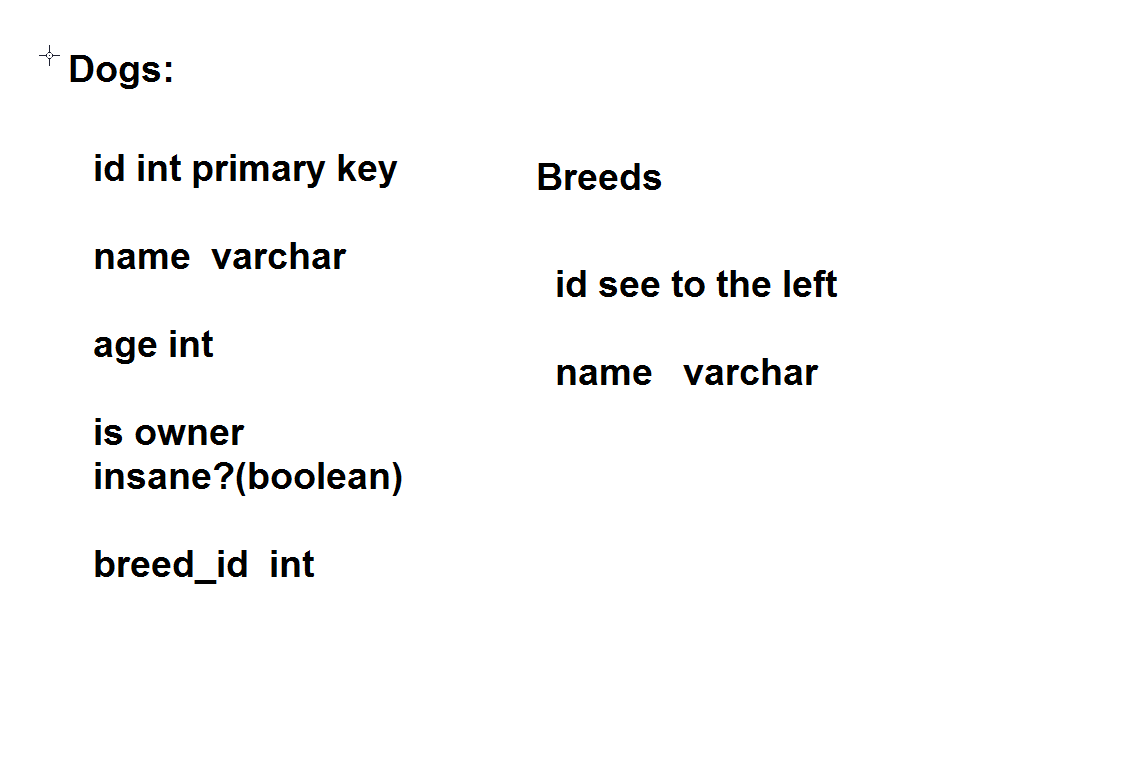 Dogs:
id int primary key
name  varchar
age int
is owner
insane?(boolean)
breed_id  int
Breeds
id see to the left
name   varchar